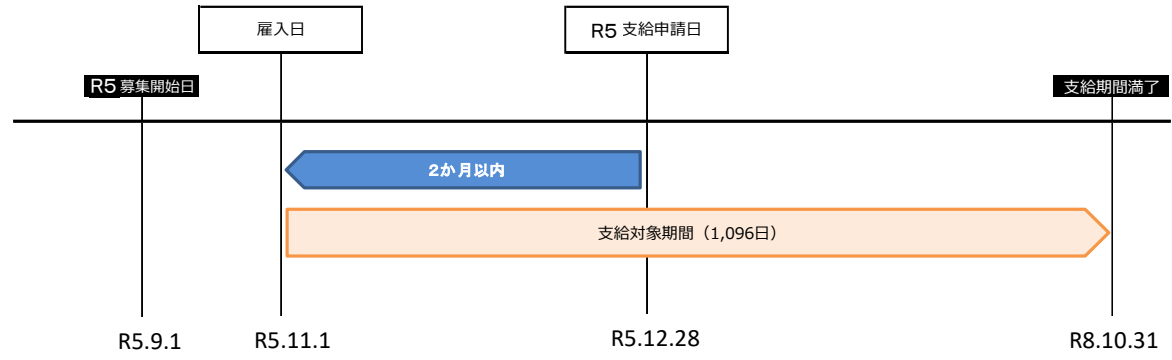 雇入日
R5 支給申請日
R5 募集開始日
支給期間満了
2か月以内
支給対象期間（1,096日）
R5.9.1
R5.11.1
R5.12.28
R8.10.31